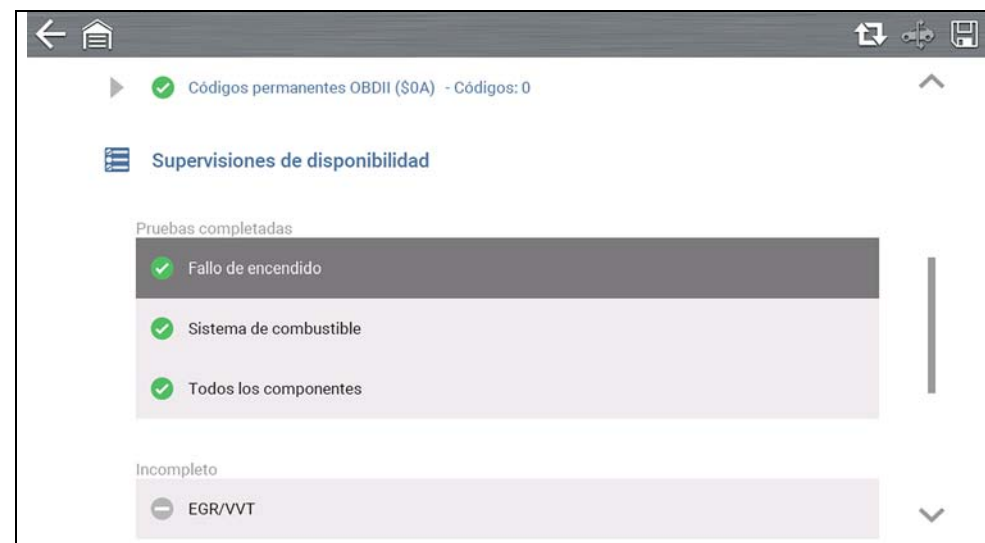 Códigos permanentes OBDII ($0A) - Códigos: 0
Supervisiones de disponibilidad
Pruebas completadas
Fallo de encendido
Sistema de combustible
Todos los componentes
Incompleto
EGR/VVT